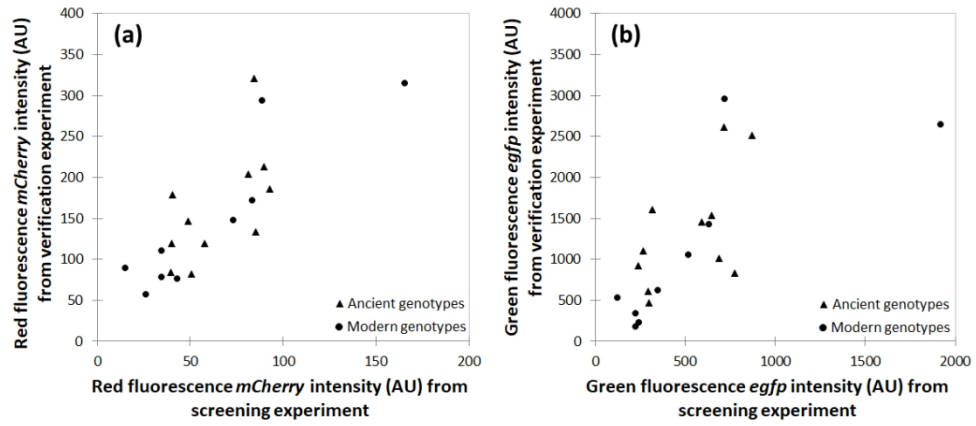 (a)
Red fluorescence mCherry intensity (AU)
from verification experiment
400
350
300
250
200
150
100
50
0
0 50 100 150 200
Ancient genotypes
Modern genotypes
Red fluorescence mCherry intensity (AU) from
screening experiment
(b)
Green fluorescence egfp intensity (AU)
from verification experiment
4000
3500
3000
2500
2000
1500
1000
500
0
0 500 1000 1500 2000
Ancient genotypes
Modern genotypes
Green fluorescence egfp intensity (AU) from
screening experiment